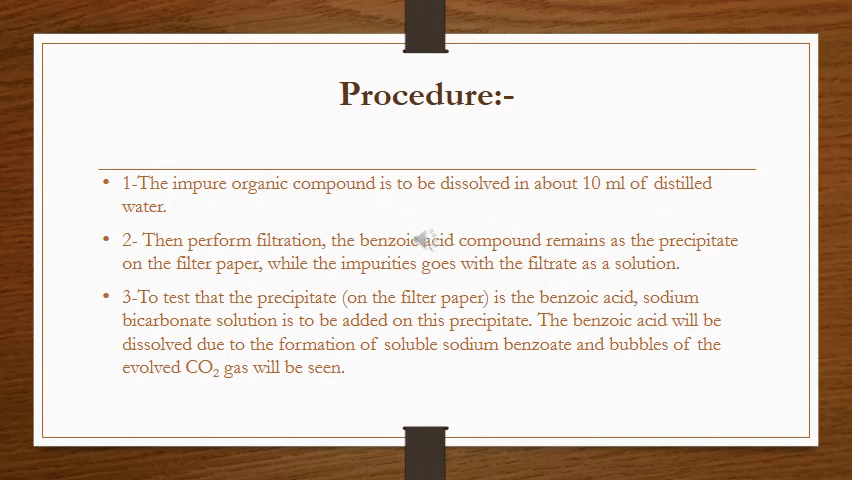 Procedure:-
• 1-The impure organic compound is to be dissolved in about 10 ml of distilled
water.
• 2- Then perform filtration, the benzoic acid compound remains as the precipitate
on the filter paper, while the impurities goes with the filtrate as a solution.
• 3-To test that the precipitate (on the filter paper) is the benzoic acid, sodium
bicarbonate solution is to be added on this precipitate. The benzoic acid will be
dissolved due to the formation of soluble sodium benzoate and bubbles of the
evolved CO₂ gas will be seen.